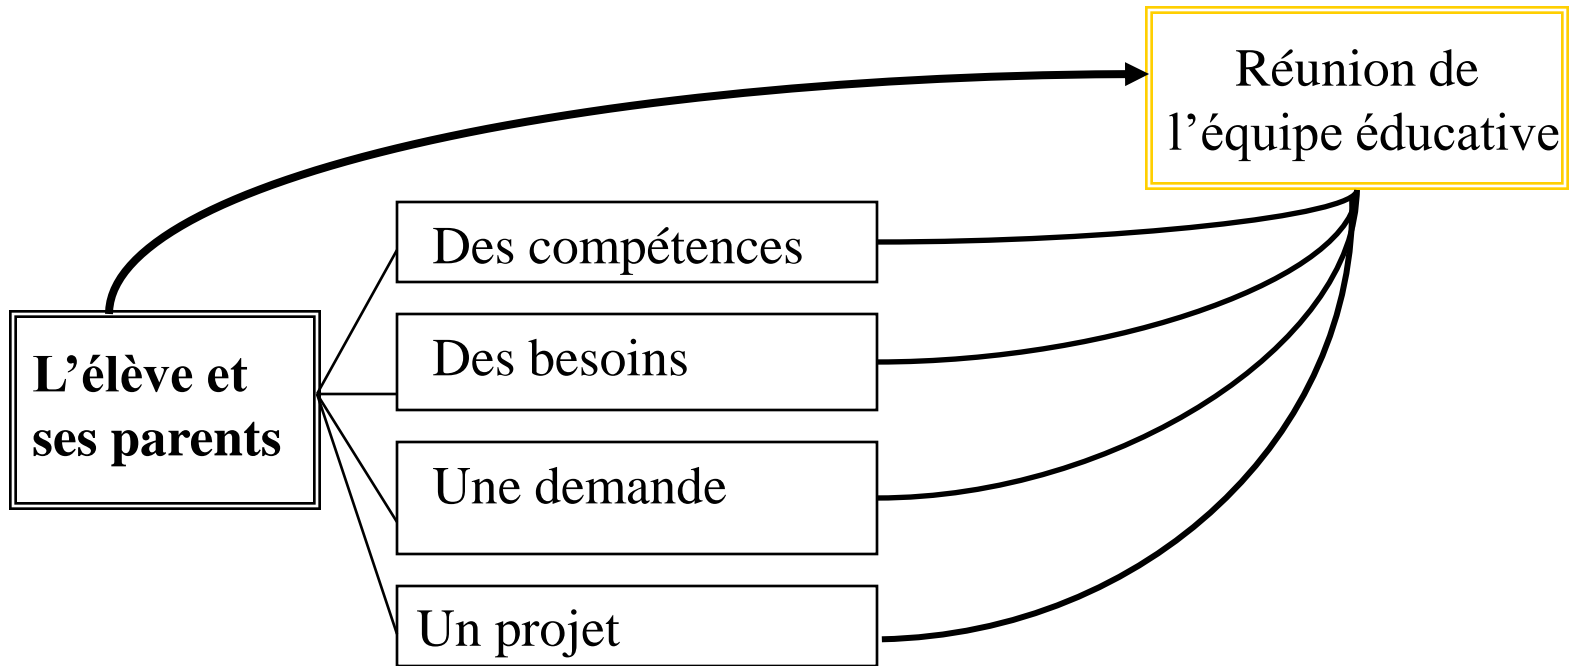 Réunion de
l’équipe éducative
Des compétences
Des besoins
L’élève et
ses parents
Une demande
Un projet